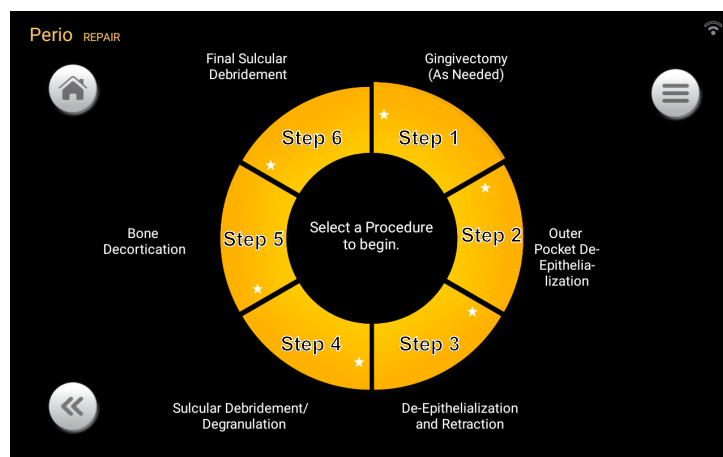 Perio REPAIR
Final Sulcular
Debridement
Gingivectomy
(As Needed)
Step 6
Step 1
Bone
Decortication
Step 5
Select a Procedure
to begin.
Step 2
Outer
Pocket De-
Epithelia-
lization
Step 4
Step 3
Sulcular Debridement/
Degranulation
De-Epithelialization
and Retraction